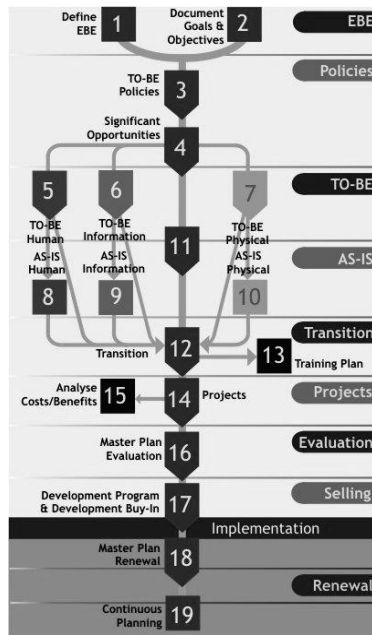 Define
EBE
1
Document
Goals &
Objectives
2
EBE
Policies
TO-BE
Policies
3
Significant
Opportunities
4
5
6
7
TO-BE
TO-BE
Human
TO-BE
Information
TO-BE
Physical
11
AS-IS
Human
AS-IS
Information
AS-IS
Physical
AS-IS
8
9
10
Transition
Transition
12
13
Training Plan
Analyse
Costs/Benefits
15
14
Projects
Projects
Master Plan
Evaluation
16
Evaluation
Development Program
& Development Buy-In
17
Selling
Implementation
Master Plan
Renewal
18
Renewal
Continuous
Planning
19